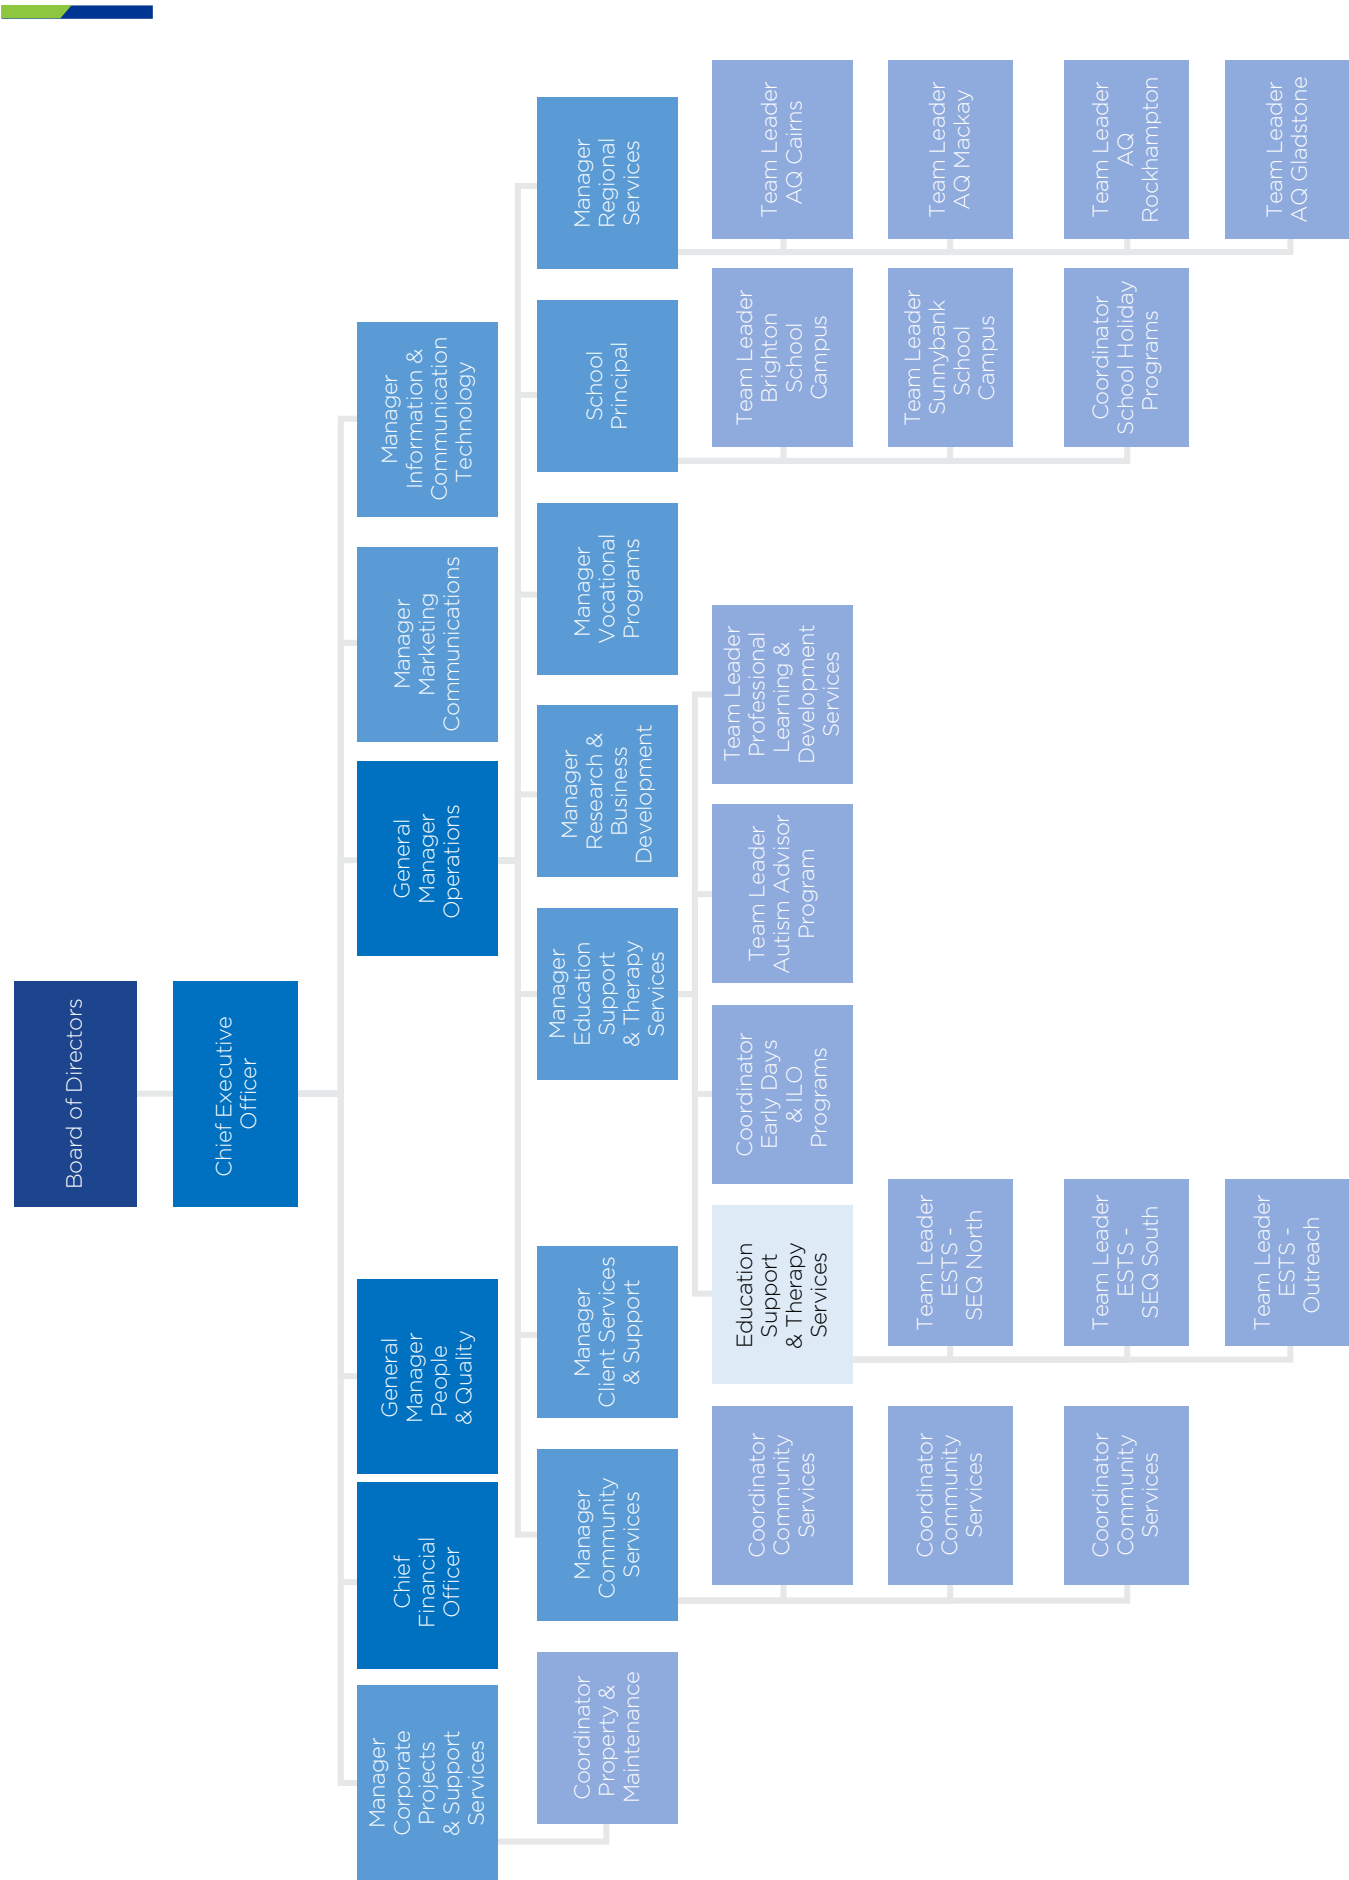 Board of Directors
Chief Executive
Officer
Manager
Corporate
Projects
& Support
Services
Chief
Financial
Officer
General
Manager
People
& Quality
General
Manager
Operations
Manager
Marketing
Communications
Manager
Information &
Communication
Technology
Coordinator
Property &
Maintenance
Manager
Community
Services
Manager
Client Services
& Support
Manager
Education
Support
& Therapy
Services
Manager
Research &
Business
Development
Manager
Vocational
Programs
School
Principal
Manager
Regional
Services
Coordinator
Community
Services
Education
Support
& Therapy
Services
Coordinator
Early Days
& ILO
Programs
Team Leader
Autism Advisor
Program
Team Leader
Professional
Learning &
Development
Services
Team Leader
Brighton
School
Campus
Team Leader
AQ Cairns
Coordinator
Community
Services
Team Leader
ESTS -
SEQ North
Team Leader
Sunnybank
School
Campus
Team Leader
AQ Mackay
Coordinator
Community
Services
Team Leader
ESTS -
SEQ South
Coordinator
School Holiday
Programs
Team Leader
AQ
Rockhampton
Team Leader
ESTS -
Outreach
Team Leader
AQ Gladstone